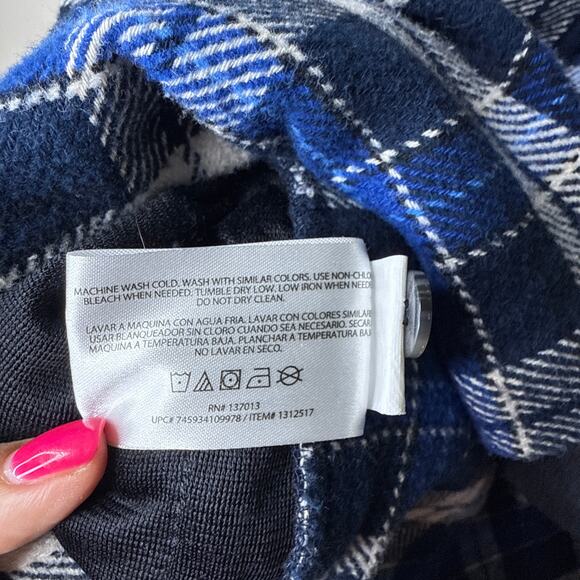 MACHINE WASH COLD. WASH WITH SIMILAR COLORS. USE NON-CHLO
BLEACH WHEN NEEDED. TUMBLE DRY LOW. LOW IRON WHEN NEEDE
DO NOT DRY CLEAN.
LAVAR A MAQUINA CON AGUA FRIA. LAVAR CON COLORES SIMILARE
USAR BLANQUEADOR SIN CLORO CUANDO SEA NECESARIO. SECAR
MAQUINA A TEMPERATURA BAJA. PLANCHAR A TEMPERATURA BAJ
NO LAVAR EN SECO.
RN# 137013
UPC# 745934109978 / ITEM# 1312517